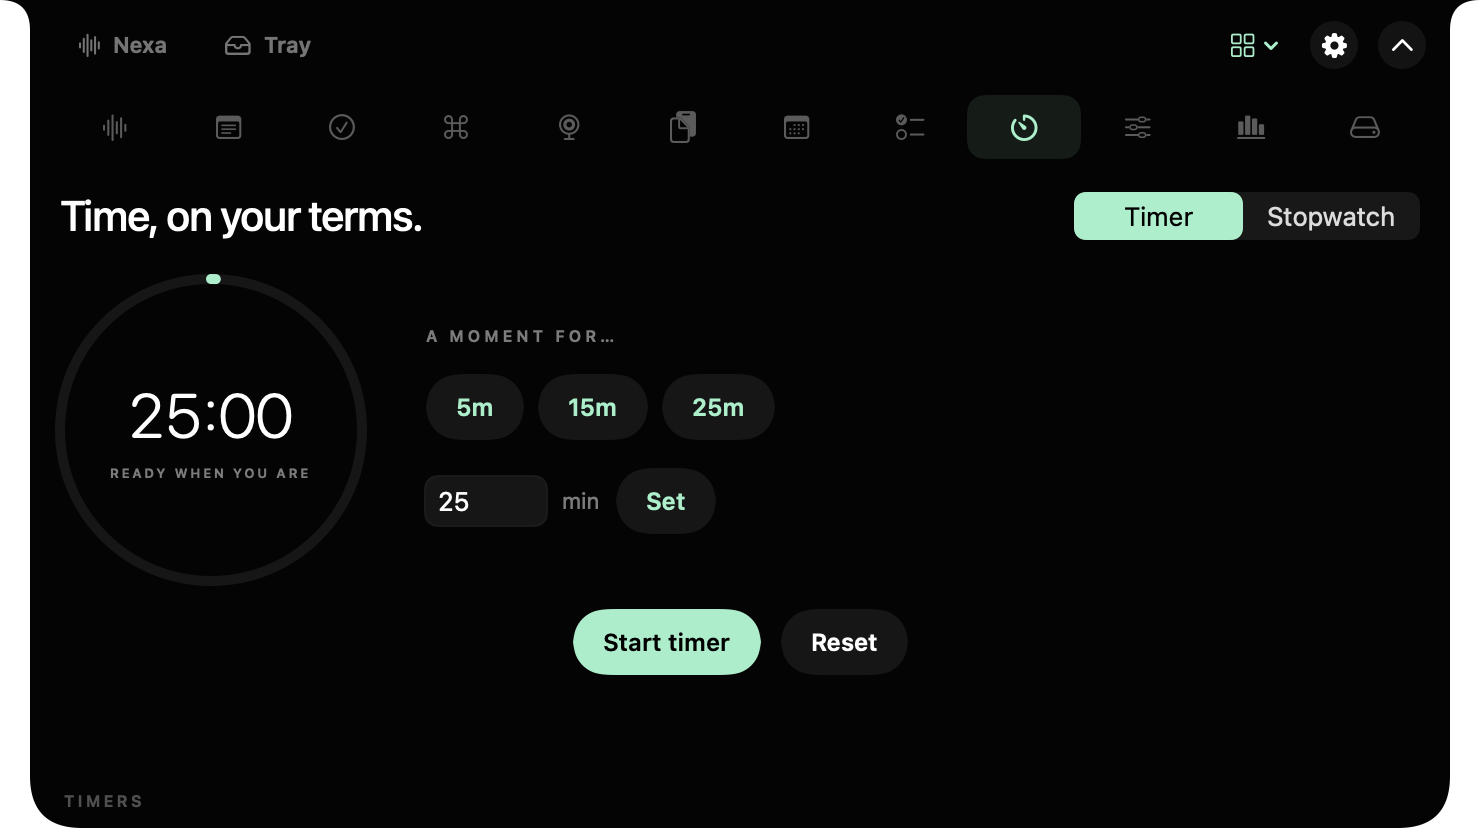 Nexa Tray
Time, on your terms.
Timer Stopwatch
A MOMENT FOR…
5m 15m 25m
25:00
READY WHEN YOU ARE
25 min Set
Start timer Reset
TIMERS